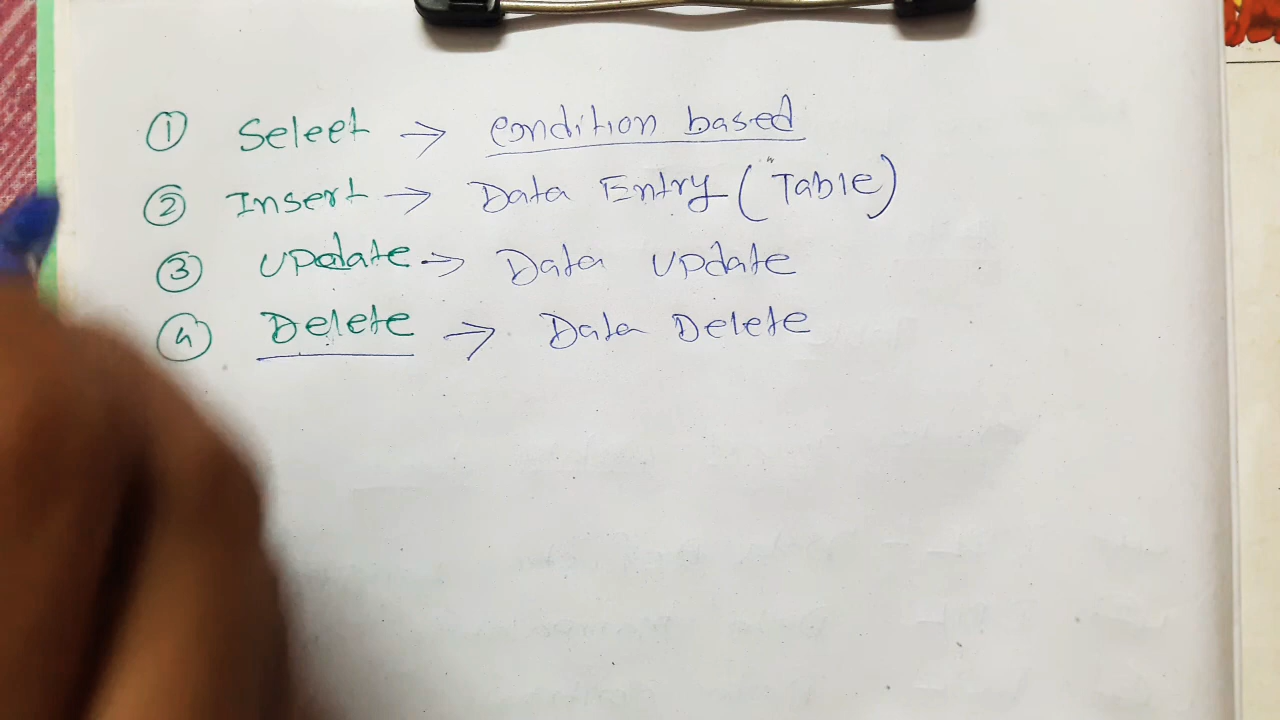 ① Select → condition based
② Insert → Data Entry ("Table)
③ Update → Data Update
④ Delete → Data Delete